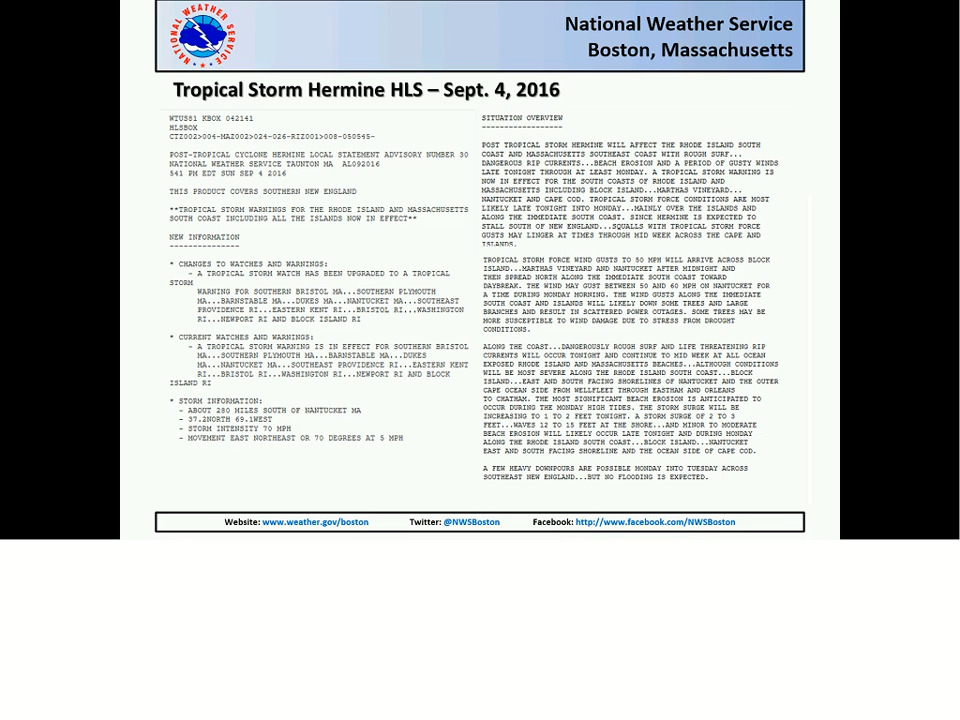 NATIONAL WEATHER SERVICE
National Weather Service
Boston, Massachusetts
Tropical Storm Hermine HLS – Sept. 4, 2016
WTUS81 KBOX 042141
HLSBOX
CTZ002>004-MAZ002>024-026-RIZ001>008-050545-
POST-TROPICAL CYCLONE HERMINE LOCAL STATEMENT ADVISORY NUMBER 30
NATIONAL WEATHER SERVICE TAUNTON MA  AL092016
541 PM EDT SUN SEP 4 2016
THIS PRODUCT COVERS SOUTHERN NEW ENGLAND
**TROPICAL STORM WARNINGS FOR THE RHODE ISLAND AND MASSACHUSETTS
SOUTH COAST INCLUDING ALL THE ISLANDS NOW IN EFFECT**
NEW INFORMATION
---------------
* CHANGES TO WATCHES AND WARNINGS:
- A TROPICAL STORM WATCH HAS BEEN UPGRADED TO A TROPICAL
STORM
WARNING FOR SOUTHERN BRISTOL MA...SOUTHERN PLYMOUTH
MA...BARNSTABLE MA...DUKES MA...NANTUCKET MA...SOUTHEAST
PROVIDENCE RI...EASTERN KENT RI...BRISTOL RI...WASHINGTON
RI...NEWPORT RI AND BLOCK ISLAND RI
* CURRENT WATCHES AND WARNINGS:
- A TROPICAL STORM WARNING IS IN EFFECT FOR SOUTHERN BRISTOL
MA...SOUTHERN PLYMOUTH MA...BARNSTABLE MA...DUKES
MA...NANTUCKET MA...SOUTHEAST PROVIDENCE RI...EASTERN KENT
RI...BRISTOL RI...WASHINGTON RI...NEWPORT RI AND BLOCK
ISLAND RI
* STORM INFORMATION:
- ABOUT 280 MILES SOUTH OF NANTUCKET MA
- 37.2NORTH 69.1WEST
- STORM INTENSITY 70 MPH
- MOVEMENT EAST NORTHEAST OR 70 DEGREES AT 5 MPH
SITUATION OVERVIEW
------------------
POST TROPICAL STORM HERMINE WILL AFFECT THE RHODE ISLAND SOUTH
COAST AND MASSACHUSETTS SOUTHEAST COAST WITH ROUGH SURF...
DANGEROUS RIP CURRENTS...BEACH EROSION AND A PERIOD OF GUSTY WINDS
LATE TONIGHT THROUGH AT LEAST MONDAY. A TROPICAL STORM WARNING IS
NOW IN EFFECT FOR THE SOUTH COASTS OF RHODE ISLAND AND
MASSACHUSETTS INCLUDING BLOCK ISLAND...MARTHAS VINEYARD...
NANTUCKET AND CAPE COD. TROPICAL STORM FORCE CONDITIONS ARE MOST
LIKELY LATE TONIGHT INTO MONDAY...MAINLY OVER THE ISLANDS AND
ALONG THE IMMEDIATE SOUTH COAST. SINCE HERMINE IS EXPECTED TO
STALL SOUTH OF NEW ENGLAND...SQUALLS WITH TROPICAL STORM FORCE
GUSTS MAY LINGER AT TIMES THROUGH MID WEEK ACROSS THE CAPE AND
ISLANDS.
TROPICAL STORM FORCE WIND GUSTS TO 50 MPH WILL ARRIVE ACROSS BLOCK
ISLAND...MARTHAS VINEYARD AND NANTUCKET AFTER MIDNIGHT AND
THEN SPREAD NORTH ALONG THE IMMEDIATE SOUTH COAST TOWARD
DAYBREAK. THE WIND MAY GUST BETWEEN 50 AND 60 MPH ON NANTUCKET FOR
A TIME DURING MONDAY MORNING. THE WIND GUSTS ALONG THE IMMEDIATE
SOUTH COAST AND ISLANDS WILL LIKELY DOWN SOME TREES AND LARGE
BRANCHES AND RESULT IN SCATTERED POWER OUTAGES. SOME TREES MAY BE
MORE SUSCEPTIBLE TO WIND DAMAGE DUE TO STRESS FROM DROUGHT
CONDITIONS.
ALONG THE COAST...DANGEROUSLY ROUGH SURF AND LIFE THREATENING RIP
CURRENTS WILL OCCUR TONIGHT AND CONTINUE TO MID WEEK AT ALL OCEAN
EXPOSED RHODE ISLAND AND MASSACHUSETTS BEACHES...ALTHOUGH CONDITIONS
WILL BE MOST SEVERE ALONG THE RHODE ISLAND SOUTH COAST...BLOCK
ISLAND...EAST AND SOUTH FACING SHORELINES OF NANTUCKET AND THE OUTER
CAPE OCEAN SIDE FROM WELLFLEET THROUGH EASTHAM AND ORLEANS
TO CHATHAM. THE MOST SIGNIFICANT BEACH EROSION IS ANTICIPATED TO
OCCUR DURING THE MONDAY HIGH TIDES. THE STORM SURGE WILL BE
INCREASING TO 1 TO 2 FEET TONIGHT. A STORM SURGE OF 2 TO 3
FEET...WAVES 12 TO 15 FEET AT THE SHORE...AND MINOR TO MODERATE
BEACH EROSION WILL LIKELY OCCUR LATE TONIGHT AND DURING MONDAY
ALONG THE RHODE ISLAND SOUTH COAST...BLOCK ISLAND...NANTUCKET
EAST AND SOUTH FACING SHORELINE AND THE OCEAN SIDE OF CAPE COD.
A FEW HEAVY DOWNPOURS ARE POSSIBLE MONDAY INTO TUESDAY ACROSS
SOUTHEAST NEW ENGLAND...BUT NO FLOODING IS EXPECTED.
Website: www.weather.gov/boston Twitter: @NWSBoston Facebook: http://www.facebook.com/NWSBoston